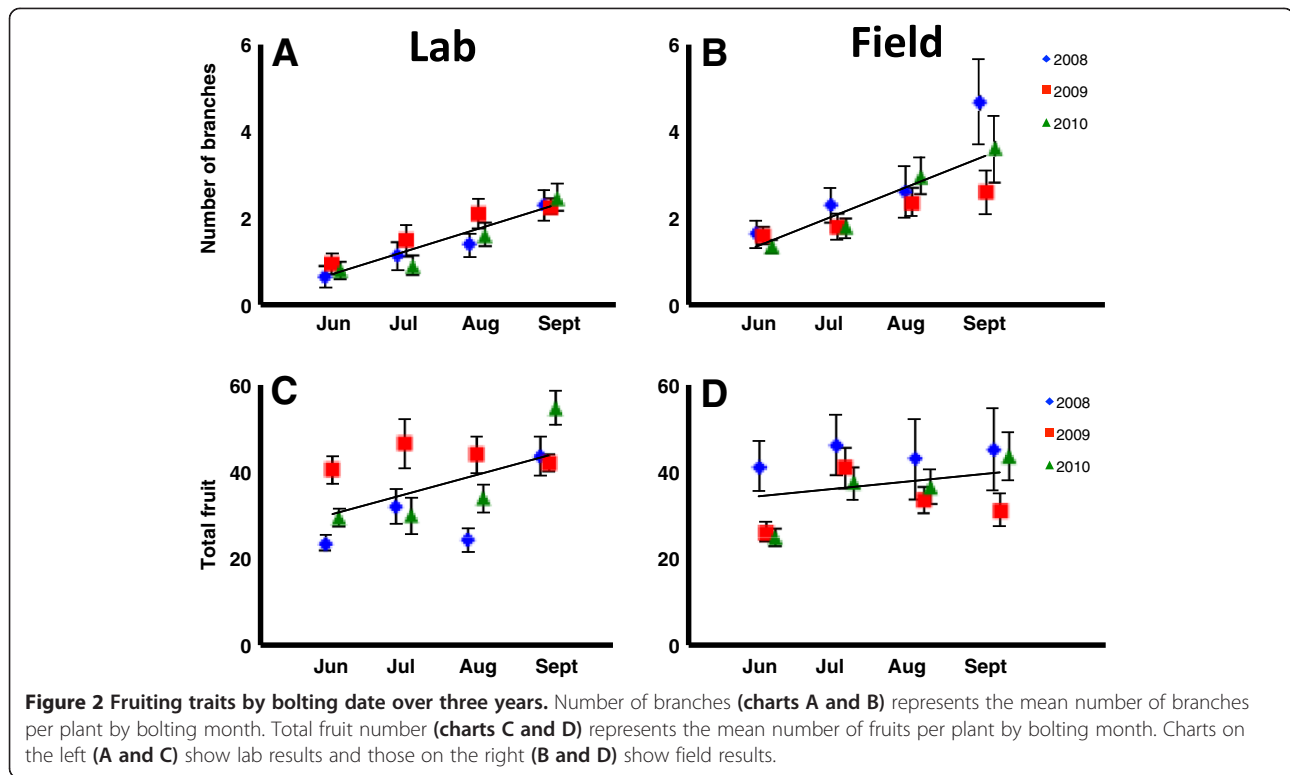 A
Lab
6
4
2
0
Number of branches
Jun Jul Aug Sept
B
Field
6
4
2
0
Jun Jul Aug Sept
2008
2009
2010
C
60
40
20
0
Total fruit
Jun Jul Aug Sept
D
60
40
20
0
Jun Jul Aug Sept
2008
2009
2010
Figure 2 Fruiting traits by bolting date over three years. Number of branches (charts A and B) represents the mean number of branches
per plant by bolting month. Total fruit number (charts C and D) represents the mean number of fruits per plant by bolting month. Charts on
the left (A and C) show lab results and those on the right (B and D) show field results.